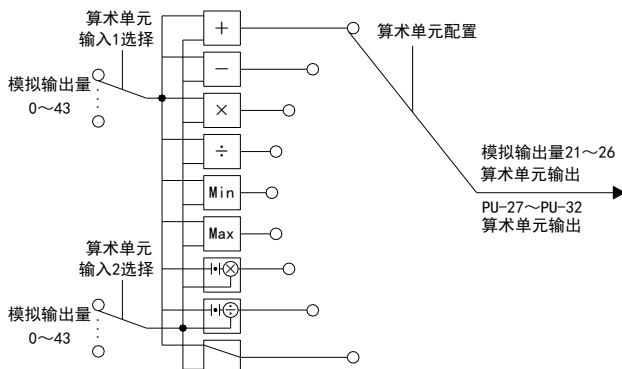 算术单元
输入1选择
模拟输出量
0～43
+
−
×
÷
Min
Max
|•|⊗
|•|÷
算术单元
输入2选择
模拟输出量
0～43
算术单元配置
模拟输出量21～26
算术单元输出
PU-27～PU-32
算术单元输出